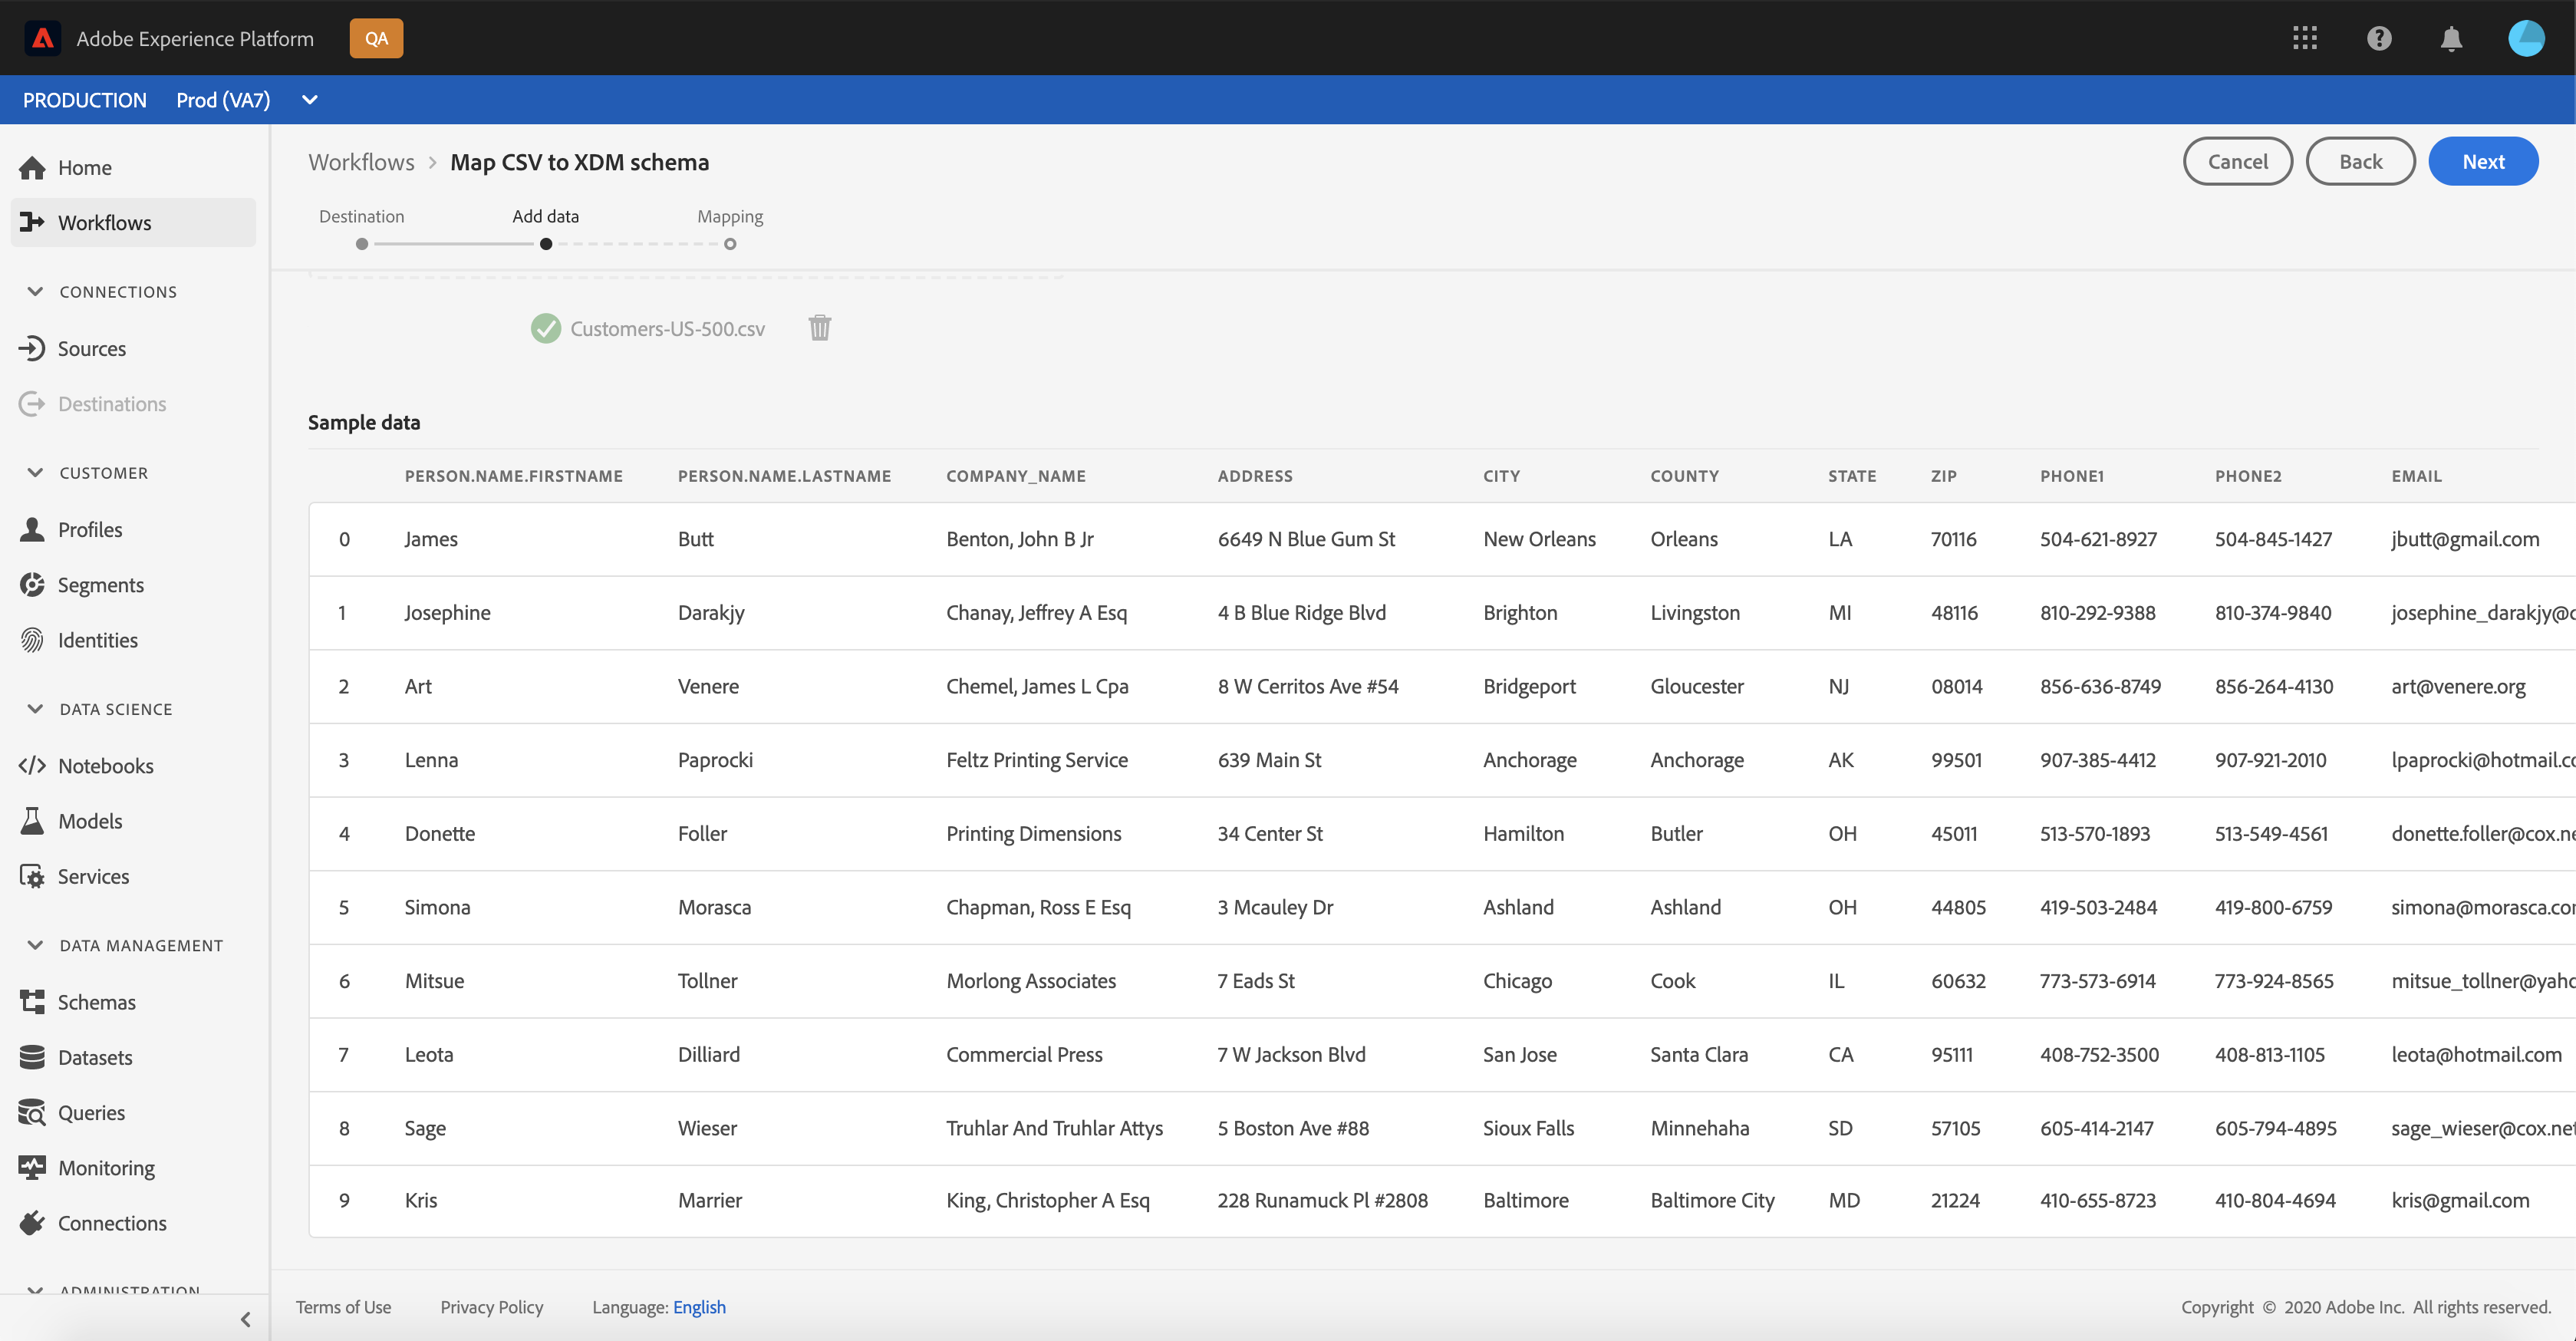 Adobe Experience Platform QA
PRODUCTION Prod (VA7)
Home
Workflows
CONNECTIONS
Sources
Destinations
CUSTOMER
Profiles
Segments
Identities
DATA SCIENCE
Notebooks
Models
Services
DATA MANAGEMENT
Schemas
Datasets
Queries
Monitoring
Connections
ADMINISTRATION
Workflows > Map CSV to XDM schema
Cancel Back Next
Destination Add data Mapping
Customers-US-500.csv
Sample data
PERSON.NAME.FIRSTNAME PERSON.NAME.LASTNAME COMPANY_NAME ADDRESS CITY COUNTY STATE ZIP PHONE1 PHONE2 EMAIL
0 James Butt Benton, John B Jr 6649 N Blue Gum St New Orleans Orleans LA 70116 504-621-8927 504-845-1427 jbutt@gmail.com
1 Josephine Darakjy Chanay, Jeffrey A Esq 4 B Blue Ridge Blvd Brighton Livingston MI 48116 810-292-9388 810-374-9840 josephine_darakjy@
2 Art Venere Chemel, James L Cpa 8 W Cerritos Ave #54 Bridgeport Gloucester NJ 08014 856-636-8749 856-264-4130 art@venere.org
3 Lenna Paprocki Feltz Printing Service 639 Main St Anchorage Anchorage AK 99501 907-385-4412 907-921-2010 lpaprocki@hotmail.co
4 Donette Foller Printing Dimensions 34 Center St Hamilton Butler OH 45011 513-570-1893 513-549-4561 donette.foller@cox.ne
5 Simona Morasca Chapman, Ross E Esq 3 Mcauley Dr Ashland Ashland OH 44805 419-503-2484 419-800-6759 simona@morasca.co
6 Mitsue Tollner Morlong Associates 7 Eads St Chicago Cook IL 60632 773-573-6914 773-924-8565 mitsue_tollner@yaho
7 Leota Dilliard Commercial Press 7 W Jackson Blvd San Jose Santa Clara CA 95111 408-752-3500 408-813-1105 leota@hotmail.com
8 Sage Wieser Truhlar And Truhlar Attys 5 Boston Ave #88 Sioux Falls Minnehaha SD 57105 605-414-2147 605-794-4895 sage_wieser@cox.net
9 Kris Marrier King, Christopher A Esq 228 Runamuck Pl #2808 Baltimore Baltimore City MD 21224 410-655-8723 410-804-4694 kris@gmail.com
Terms of Use Privacy Policy Language: English Copyright © 2020 Adobe Inc. All rights reserved.